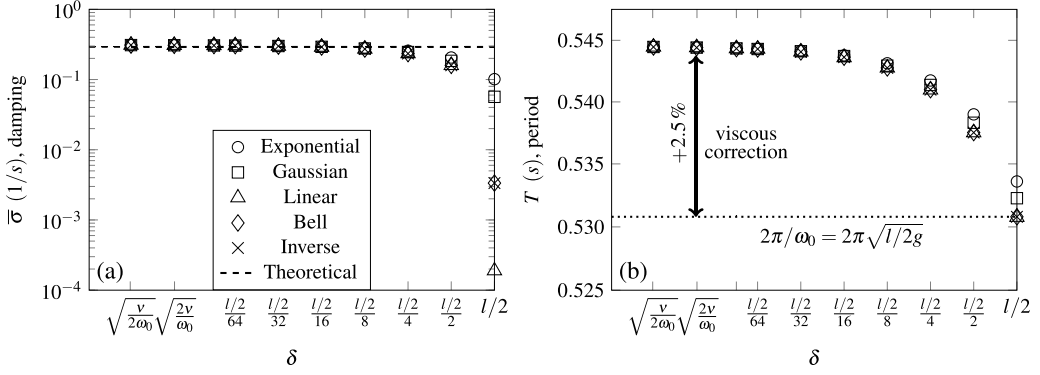 10⁰
10⁻¹
10⁻²
10⁻³
10⁻⁴
σ̅ (1/s), damping
Exponential
Gaussian
Linear
Bell
Inverse
Theoretical
(a)
√(ν/2ω₀) √(2ν/ω₀) (l/2)/64 (l/2)/32 (l/2)/16 (l/2)/8 (l/2)/4 (l/2)/2 l/2
δ
0.545
0.540
0.535
0.530
0.525
T (s), period
+2.5%
viscous
correction
2π/ω₀ = 2π√(l/2g)
(b)
√(ν/2ω₀) √(2ν/ω₀) (l/2)/64 (l/2)/32 (l/2)/16 (l/2)/8 (l/2)/4 (l/2)/2 l/2
δ